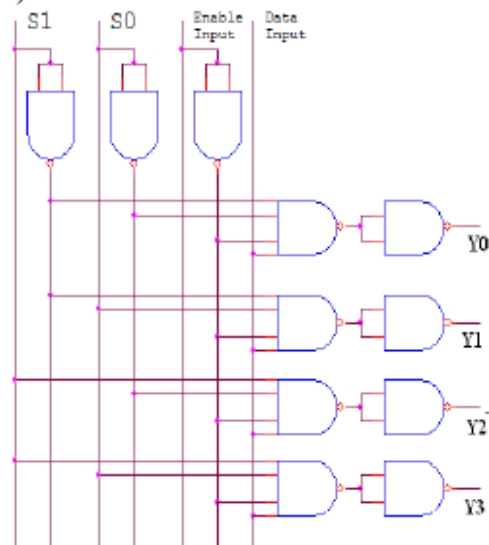 S1 S0 Enable Data
Input Input
Y0
Y1
Y2
Y3